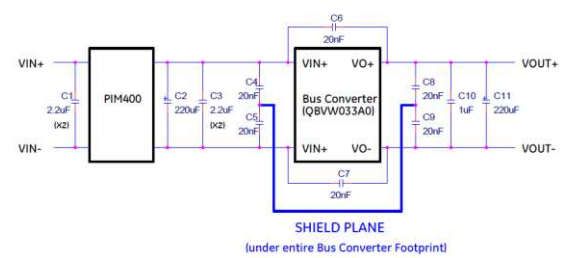 C6
20nF
VIN+
VIN+ VO+
VOUT+
C1
2.2uF
(X2)
PIM400
C2
220uF
C3
2.2uF
(X2)
C4
20nF
C5
20nF
Bus Converter
(QBVW033A0)
C8
20nF
C9
20nF
C10
1uF
C11
220uF
VIN-
VIN+ VO-
VOUT-
C7
20nF
SHIELD PLANE
(under entire Bus Converter Footprint)